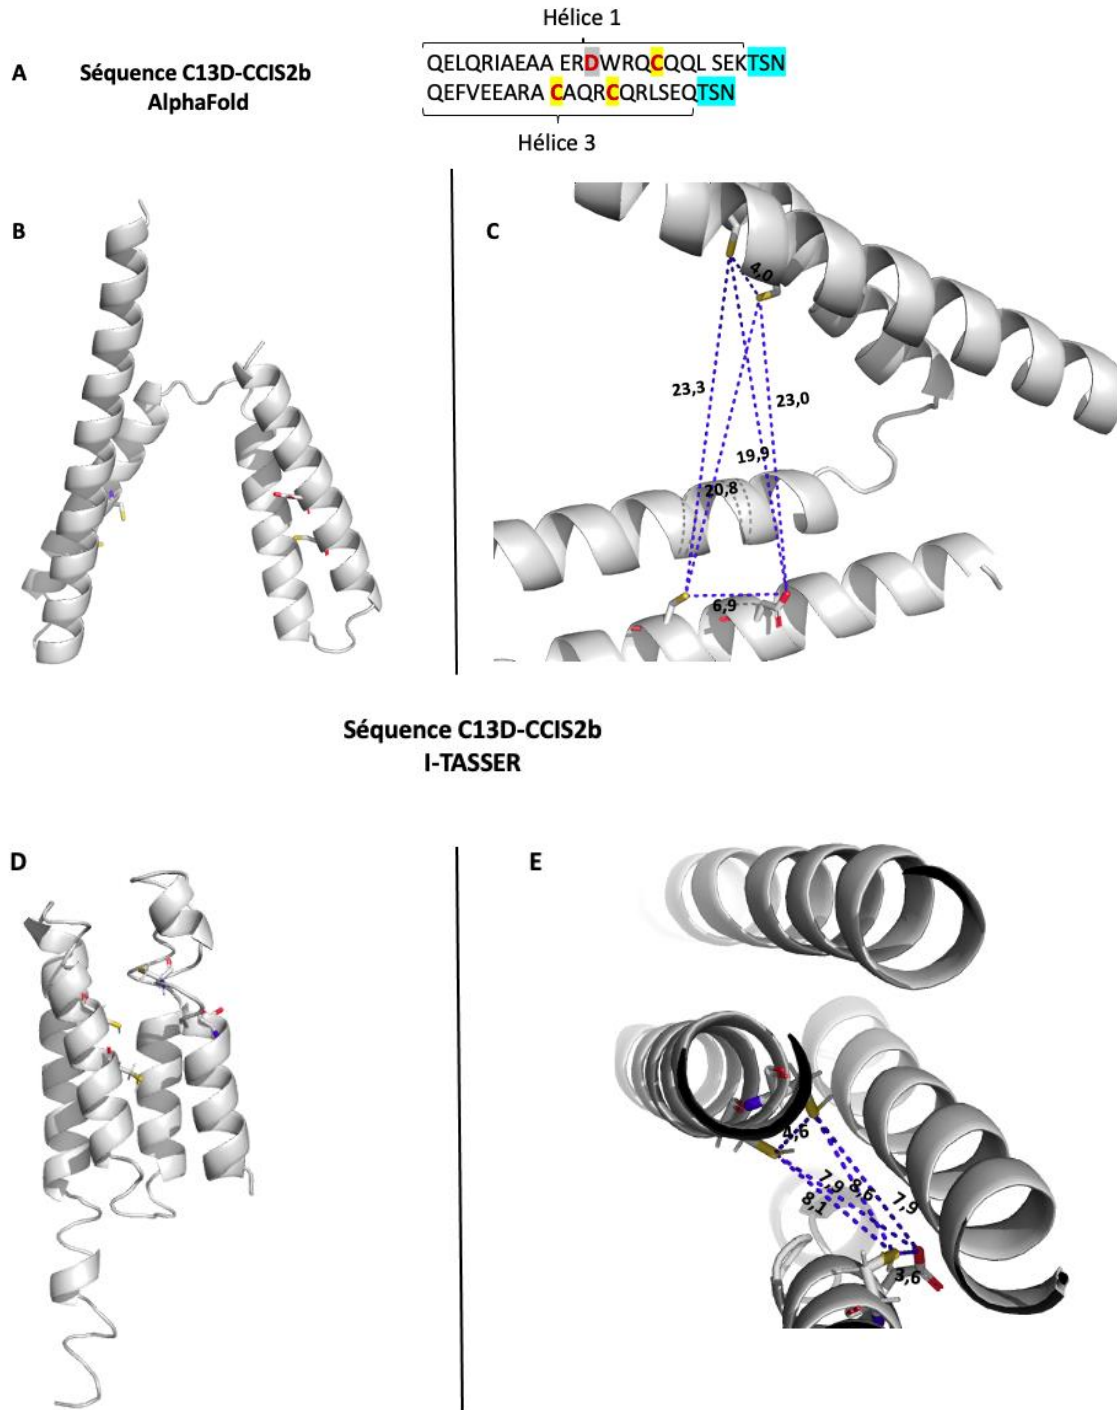 Hélice 1
A
Séquence C13D-CCIS2b
AlphaFold
QELQRIAEAA ERDWRQCQQL SEKTSN
QEFVEEARA CAQRCQRLSEQTSN
Hélice 3
B
C
4,0
23,3
23,0
19,9
20,8
6,9
Séquence C13D-CCIS2b
I-TASSER
D
E
4,6
7,9
8,6
7,9
8,1
3,6